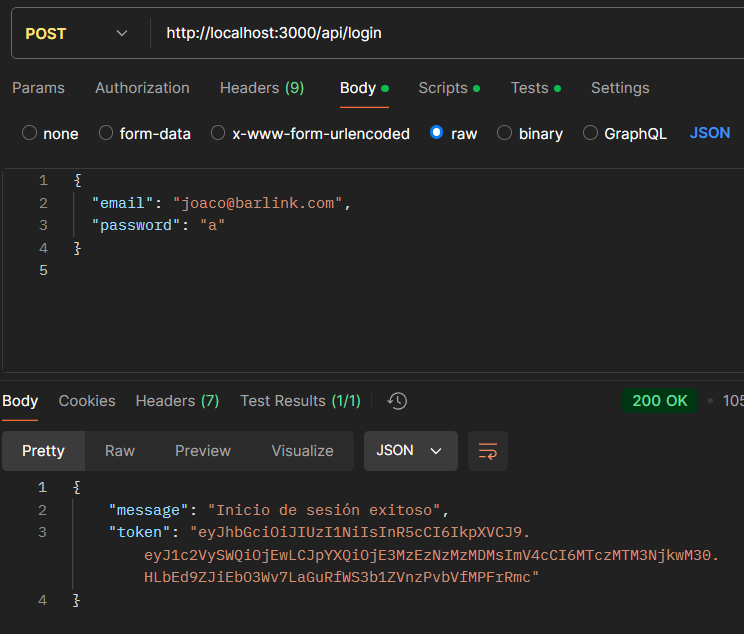 POST http://localhost:3000/api/login
Params Authorization Headers (9) Body Scripts Tests Settings
none form-data x-www-form-urlencoded raw binary GraphQL JSON
1 {
2 "email": "joaco@barlink.com",
3 "password": "a"
4 }
5
Body Cookies Headers (7) Test Results (1/1) 200 OK • 105
Pretty Raw Preview Visualize JSON
1 {
2 "message": "Inicio de sesión exitoso",
3 "token": "eyJhbGciOiJIUzI1NiIsInR5cCI6IkpXVCJ9.
eyJ1c2VySWQiOjEwLCJpYXQiOjE3MzEzNzMzMDMsImV4cCI6MTczMTM3NjkwM30.
HLbEd9ZJiEbO3Wv7LaGuRfWS3b1ZVnzPvbVfMPFrRmc"
4 }